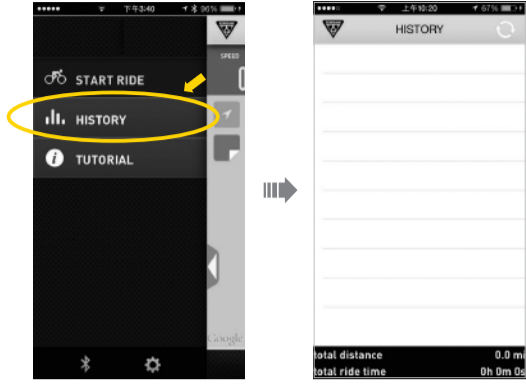 下午3:40
96%
START RIDE
HISTORY
TUTORIAL
SPEED
0
Google
上午10:20
67%
HISTORY
total distance 0.0 mi
total ride time 0h 0m 0s